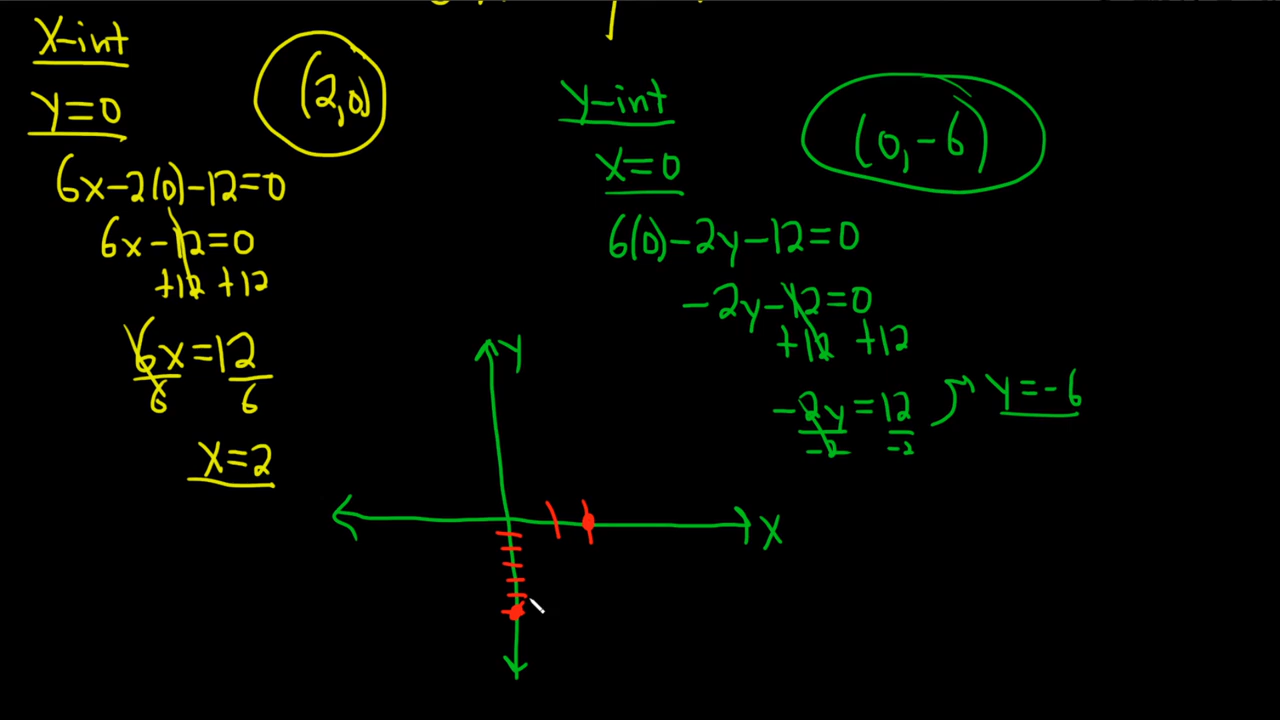 X-int
Y=0
(2,0)
6x-2(0)-12=0
6x-12=0
+12 +12
6x=12
6 6
X=2
Y-int
X=0
(0,-6)
6(0)-2y-12=0
-2y-12=0
+12 +12
-2y=12
-2 -2
Y=-6
Y
X